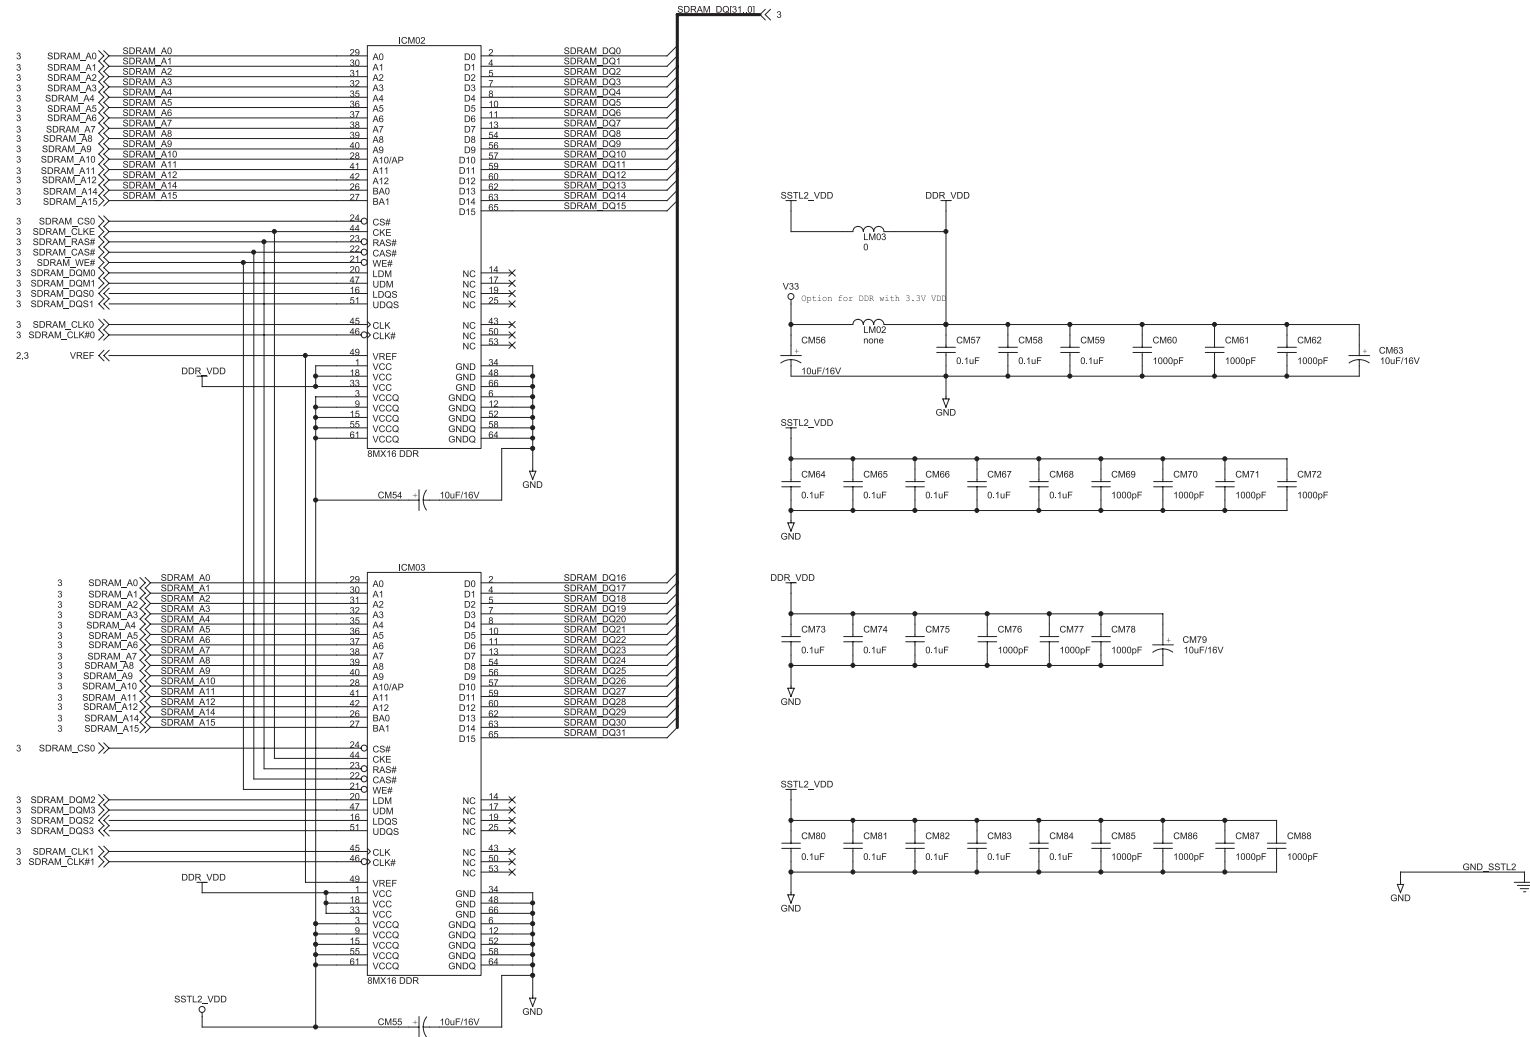 SDRAM_DQ[31..0]
3
ICM02
3 SDRAM_A0 SDRAM_A0 29 A0 D0 2 SDRAM_DQ0
3 SDRAM_A1 SDRAM_A1 30 A1 D1 4 SDRAM_DQ1
3 SDRAM_A2 SDRAM_A2 31 A2 D2 5 SDRAM_DQ2
3 SDRAM_A3 SDRAM_A3 32 A3 D3 7 SDRAM_DQ3
3 SDRAM_A4 SDRAM_A4 35 A4 D4 8 SDRAM_DQ4
3 SDRAM_A5 SDRAM_A5 36 A5 D5 10 SDRAM_DQ5
3 SDRAM_A6 SDRAM_A6 37 A6 D6 11 SDRAM_DQ6
3 SDRAM_A7 SDRAM_A7 38 A7 D7 13 SDRAM_DQ7
3 SDRAM_A8 SDRAM_A8 39 A8 D8 54 SDRAM_DQ8
3 SDRAM_A9 SDRAM_A9 40 A9 D9 56 SDRAM_DQ9
3 SDRAM_A10 SDRAM_A10 28 A10/AP D10 57 SDRAM_DQ10
3 SDRAM_A11 SDRAM_A11 41 A11 D11 59 SDRAM_DQ11
3 SDRAM_A12 SDRAM_A12 42 A12 D12 60 SDRAM_DQ12
3 SDRAM_A14 SDRAM_A14 26 BA0 D13 62 SDRAM_DQ13
3 SDRAM_A15 SDRAM_A15 27 BA1 D14 63 SDRAM_DQ14
D15 65 SDRAM_DQ15
3 SDRAM_CS0 24 CS#
3 SDRAM_CLKE 44 CKE
3 SDRAM_RAS# 23 RAS#
3 SDRAM_CAS# 22 CAS#
3 SDRAM_WE# 21 WE#
3 SDRAM_DQM0 20 LDM NC 14
3 SDRAM_DQM1 47 UDM NC 17
3 SDRAM_DQS0 16 LDQS NC 19
3 SDRAM_DQS1 51 UDQS NC 25
3 SDRAM_CLK0 45 CLK NC 43
3 SDRAM_CLK#0 46 CLK# NC 50
NC 53
2,3 VREF 49 VREF
DDR_VDD
1 VCC GND 34
18 VCC GND 48
33 VCC GND 66
3 VCCQ GNDQ 6
9 VCCQ GNDQ 12
15 VCCQ GNDQ 52
55 VCCQ GNDQ 58
61 VCCQ GNDQ 64
8MX16 DDR
GND
CM54 + 10uF/16V
ICM03
3 SDRAM_A0 SDRAM_A0 29 A0 D0 2 SDRAM_DQ16
3 SDRAM_A1 SDRAM_A1 30 A1 D1 4 SDRAM_DQ17
3 SDRAM_A2 SDRAM_A2 31 A2 D2 5 SDRAM_DQ18
3 SDRAM_A3 SDRAM_A3 32 A3 D3 7 SDRAM_DQ19
3 SDRAM_A4 SDRAM_A4 35 A4 D4 8 SDRAM_DQ20
3 SDRAM_A5 SDRAM_A5 36 A5 D5 10 SDRAM_DQ21
3 SDRAM_A6 SDRAM_A6 37 A6 D6 11 SDRAM_DQ22
3 SDRAM_A7 SDRAM_A7 38 A7 D7 13 SDRAM_DQ23
3 SDRAM_A8 SDRAM_A8 39 A8 D8 54 SDRAM_DQ24
3 SDRAM_A9 SDRAM_A9 40 A9 D9 56 SDRAM_DQ25
3 SDRAM_A10 SDRAM_A10 28 A10/AP D10 57 SDRAM_DQ26
3 SDRAM_A11 SDRAM_A11 41 A11 D11 59 SDRAM_DQ27
3 SDRAM_A12 SDRAM_A12 42 A12 D12 60 SDRAM_DQ28
3 SDRAM_A14 SDRAM_A14 26 BA0 D13 62 SDRAM_DQ29
3 SDRAM_A15 SDRAM_A15 27 BA1 D14 63 SDRAM_DQ30
D15 65 SDRAM_DQ31
3 SDRAM_CS0 24 CS#
44 CKE
23 RAS#
22 CAS#
21 WE#
3 SDRAM_DQM2 20 LDM NC 14
3 SDRAM_DQM3 47 UDM NC 17
3 SDRAM_DQS2 16 LDQS NC 19
3 SDRAM_DQS3 51 UDQS NC 25
3 SDRAM_CLK1 45 CLK NC 43
3 SDRAM_CLK#1 46 CLK# NC 50
NC 53
49 VREF
DDR_VDD
1 VCC GND 34
18 VCC GND 48
33 VCC GND 66
3 VCCQ GNDQ 6
9 VCCQ GNDQ 12
15 VCCQ GNDQ 52
55 VCCQ GNDQ 58
61 VCCQ GNDQ 64
8MX16 DDR
GND
SSTL2_VDD
CM55 + 10uF/16V
SSTL2_VDD DDR_VDD
LM03
0
V33
Option for DDR with 3.3V VDD
LM02
none
CM56 CM57 CM58 CM59 CM60 CM61 CM62 CM63
+ 10uF/16V 0.1uF 0.1uF 0.1uF 1000pF 1000pF 1000pF + 10uF/16V
GND
SSTL2_VDD
CM64 CM65 CM66 CM67 CM68 CM69 CM70 CM71 CM72
0.1uF 0.1uF 0.1uF 0.1uF 0.1uF 1000pF 1000pF 1000pF 1000pF
GND
DDR_VDD
CM73 CM74 CM75 CM76 CM77 CM78 CM79
0.1uF 0.1uF 0.1uF 1000pF 1000pF 1000pF + 10uF/16V
GND
SSTL2_VDD
CM80 CM81 CM82 CM83 CM84 CM85 CM86 CM87 CM88
0.1uF 0.1uF 0.1uF 0.1uF 0.1uF 1000pF 1000pF 1000pF 1000pF
GND
GND_SSTL2
GND